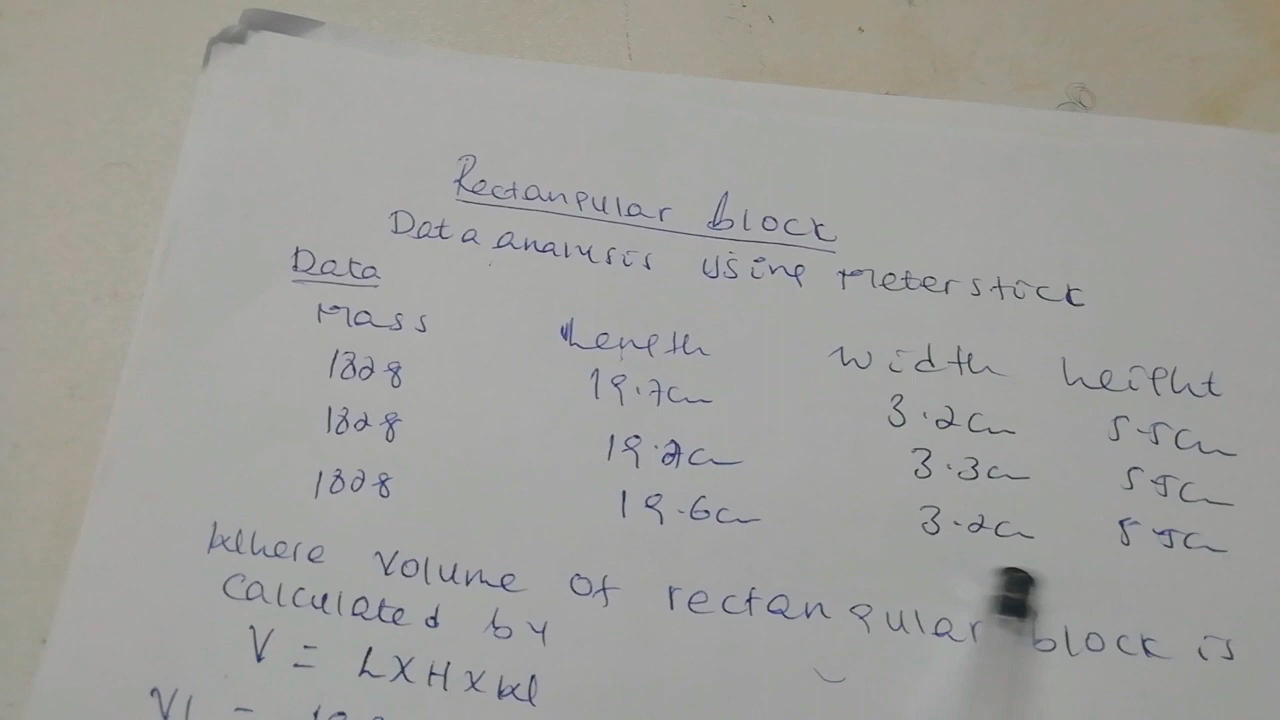 Rectangular block
Data analysis using Meterstick
Data
Mass Length Width height
182g 19.7cm 3.2cm 5.5cm
182g 19.2cm 3.3cm 5.5cm
182g 19.6cm 3.2cm 5.5cm
Where volume of rectangular block is
Calculated by
V = L X H X W
V1 =